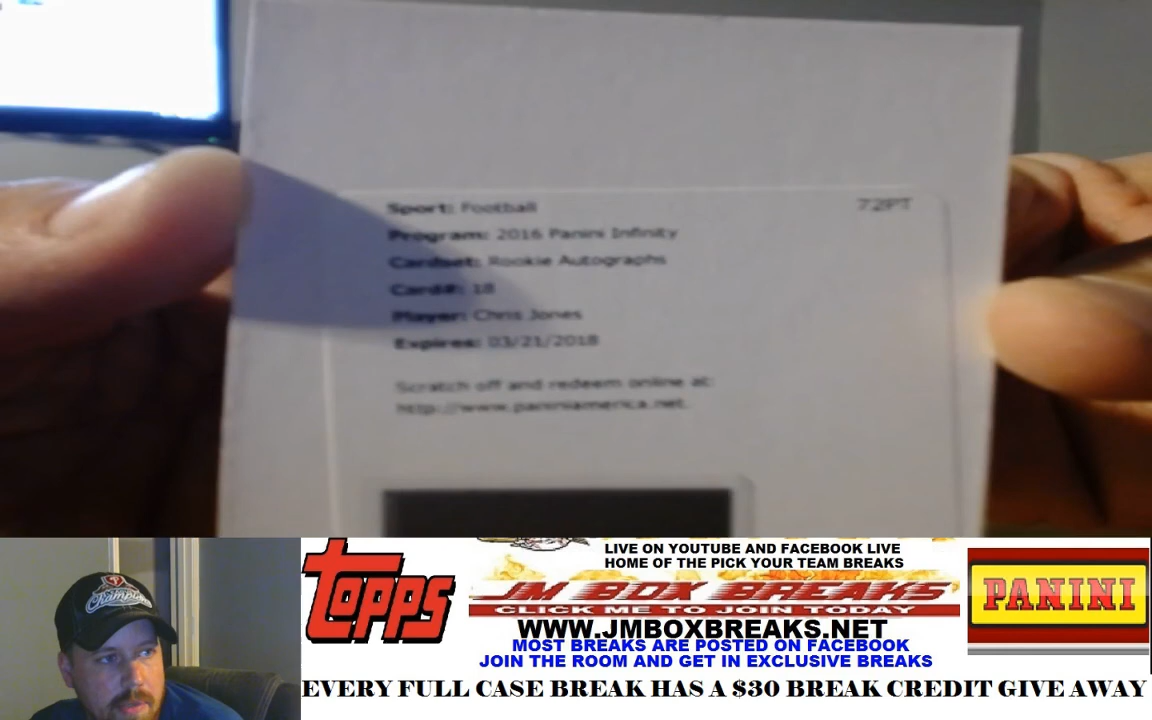 Sport: Football
72PT
Program: 2016 Panini Infinity
Cardset: Rookie Autographs
Card#: 18
Player: Chris Jones
Expires: 03/21/2018
Scratch off and redeem online at:
http://www.paniniamerica.net.
LIVE ON YOUTUBE AND FACEBOOK LIVE
HOME OF THE PICK YOUR TEAM BREAKS
TOPPS
JM BOX BREAKS
CLICK ME TO JOIN TODAY
PANINI
WWW.JMBOXBREAKS.NET
MOST BREAKS ARE POSTED ON FACEBOOK
JOIN THE ROOM AND GET IN EXCLUSIVE BREAKS
EVERY FULL CASE BREAK HAS A $30 BREAK CREDIT GIVE AWAY